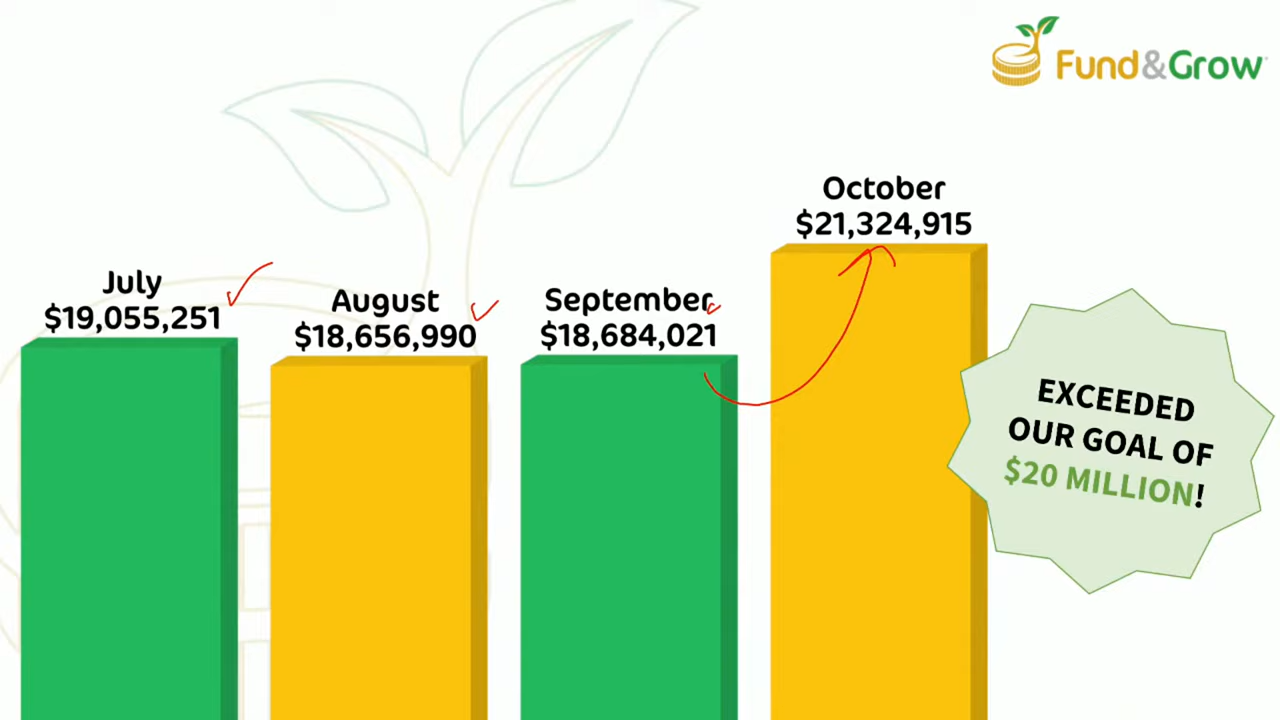 Fund&Grow
October
$21,324,915
July
$19,055,251
August
$18,656,990
September
$18,684,021
EXCEEDED
OUR GOAL OF
$20 MILLION!